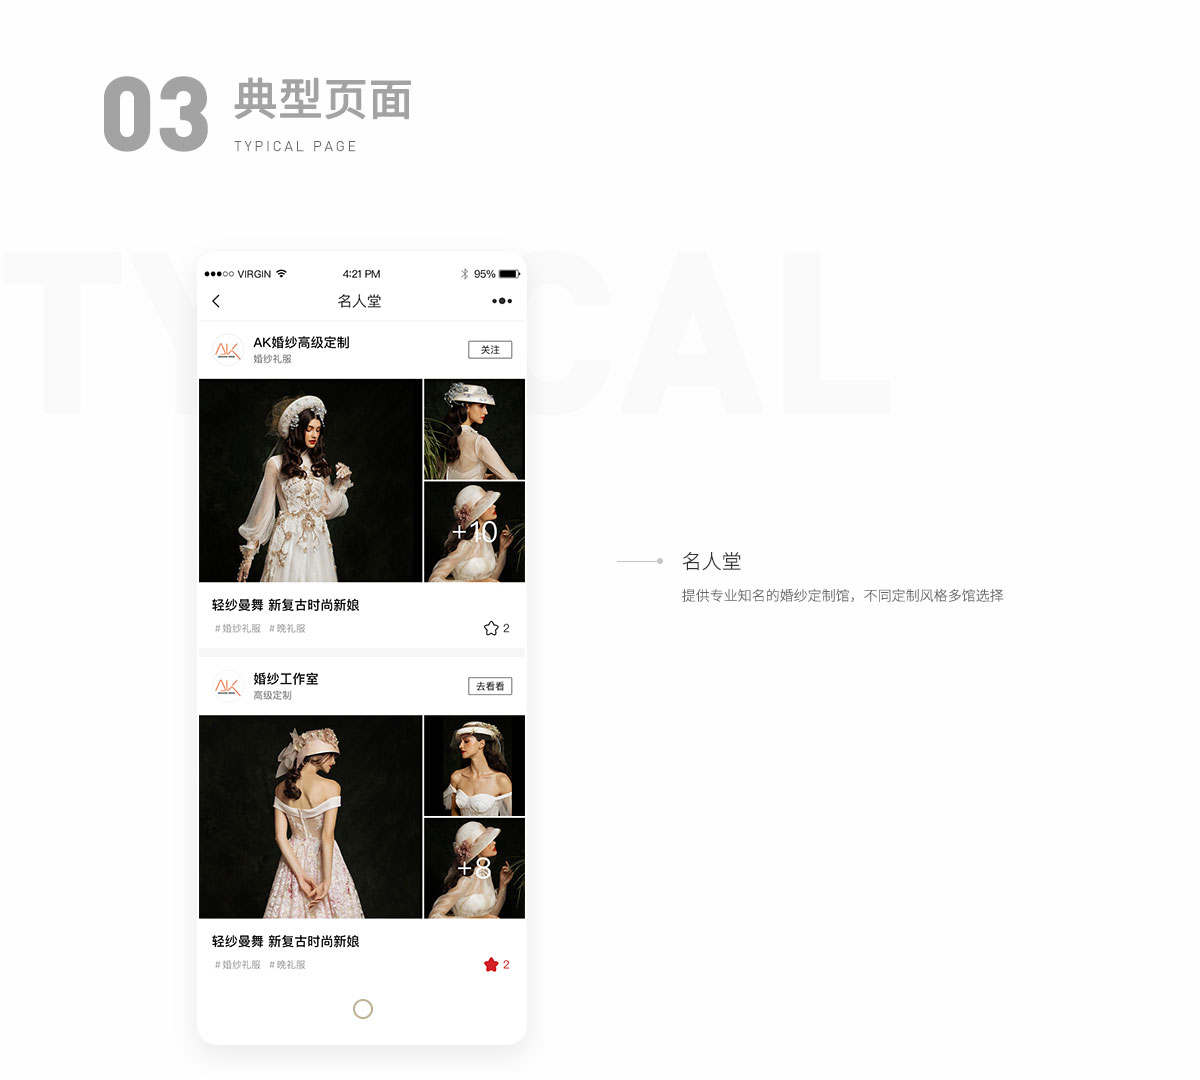 03 典型页面
TYPICAL PAGE
TYPICAL
VIRGIN 4:21 PM 95%
名人堂
AK婚纱高级定制
婚纱礼服
关注
AK
+10
轻纱曼舞 新复古时尚新娘
#婚纱礼服 #晚礼服
2
婚纱工作室
高级定制
去看看
AK
+8
轻纱曼舞 新复古时尚新娘
#婚纱礼服 #晚礼服
2
名人堂
提供专业知名的婚纱定制馆，不同定制风格多馆选择